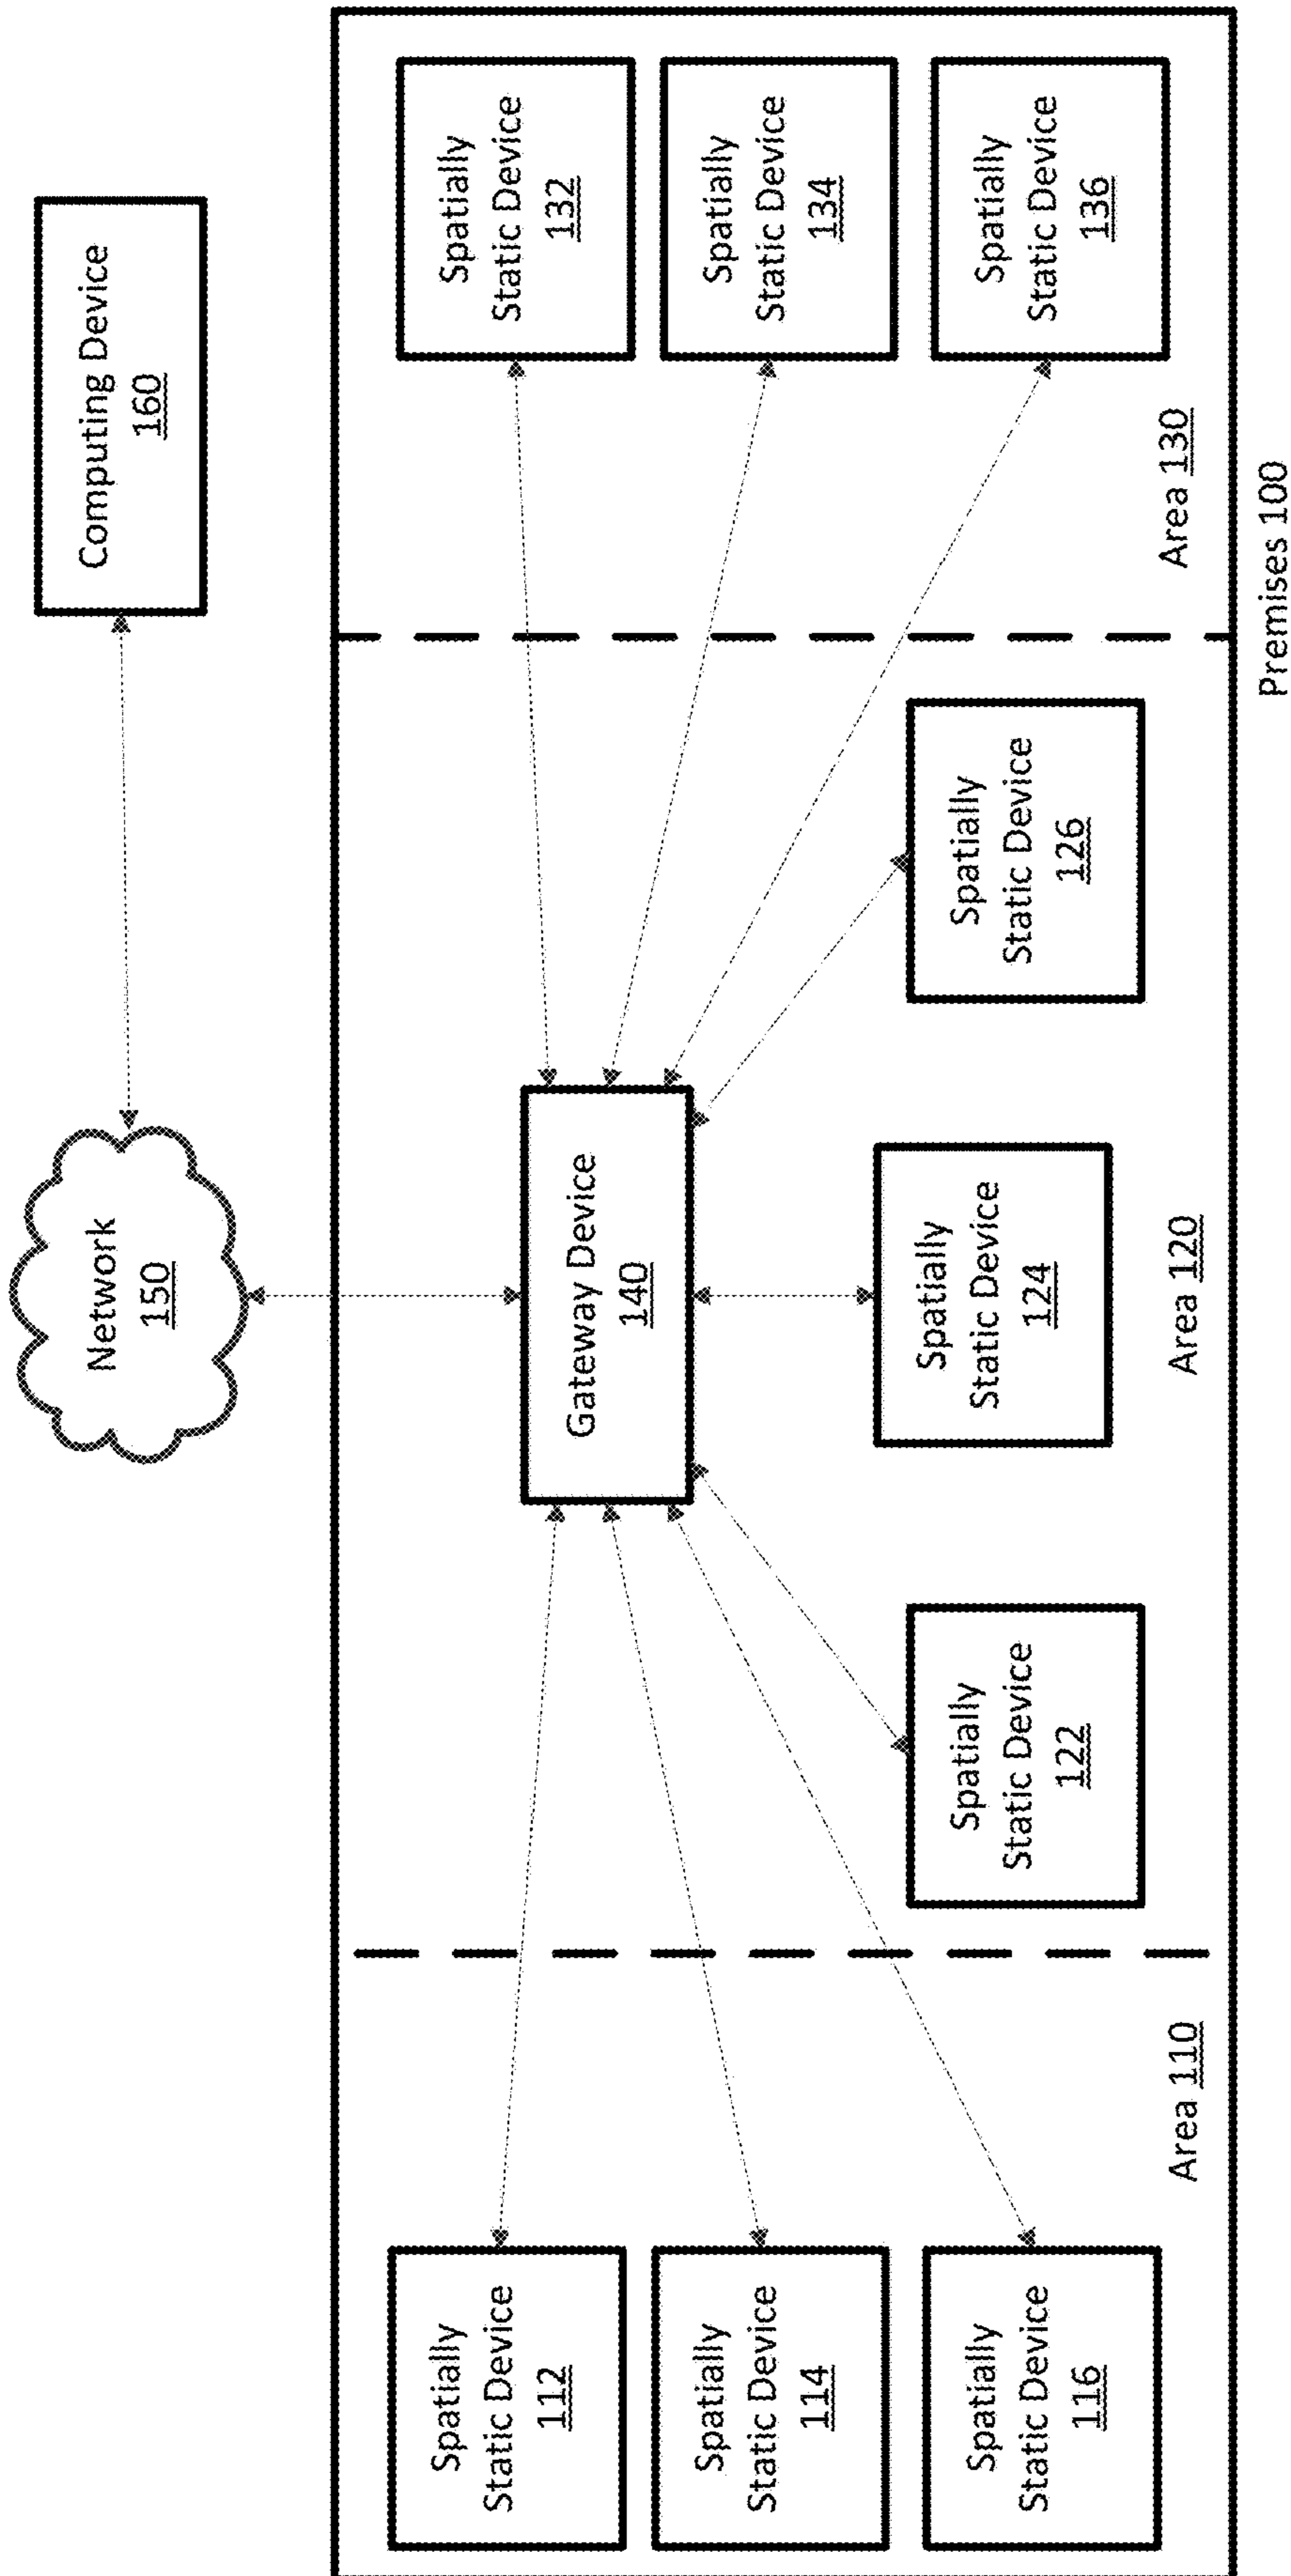 Network
150
Computing Device
160
Spatially
Static Device
112
Spatially
Static Device
114
Spatially
Static Device
116
Area 110
Gateway Device
140
Spatially
Static Device
122
Spatially
Static Device
124
Spatially
Static Device
126
Area 120
Spatially
Static Device
132
Spatially
Static Device
134
Spatially
Static Device
136
Area 130
Premises 100